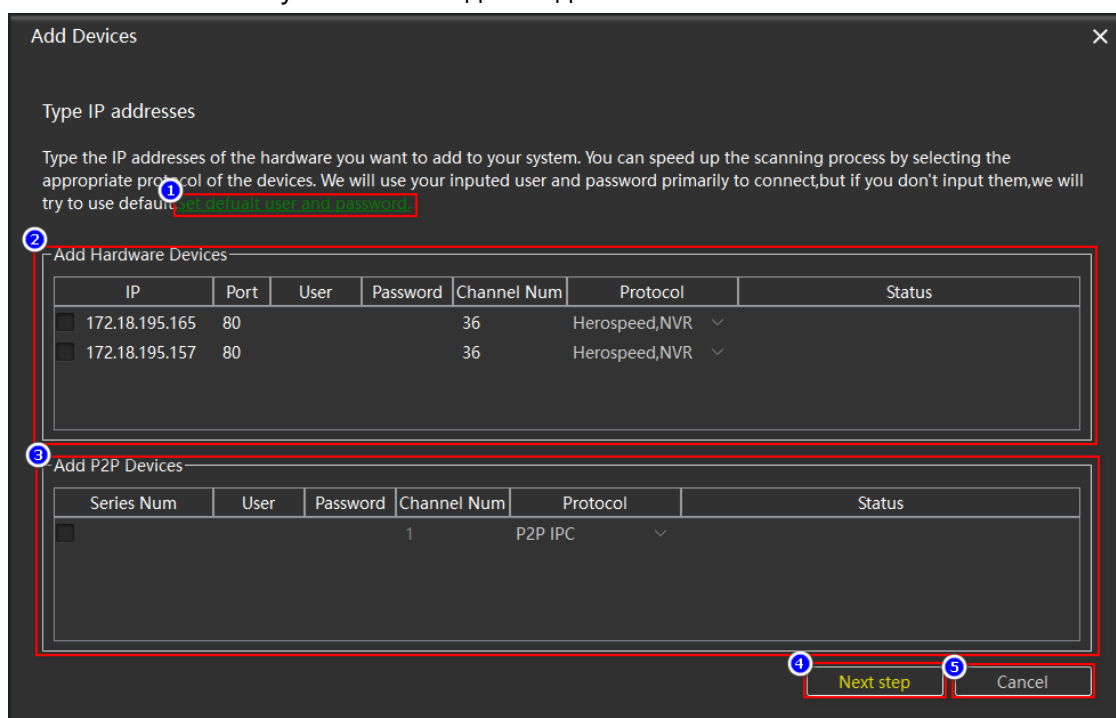 Add Devices
Type IP addresses
Type the IP addresses of the hardware you want to add to your system. You can speed up the scanning process by selecting the
appropriate protocol of the devices. We will use your inputed user and password primarily to connect,but if you don't input them,we will
1
try to use default Set defualt user and password.
2
Add Hardware Devices
IP Port User Password Channel Num Protocol Status
172.18.195.165 80 36 Herospeed,NVR
172.18.195.157 80 36 Herospeed,NVR
3
Add P2P Devices
Series Num User Password Channel Num Protocol Status
1 P2P IPC
4 5
Next step Cancel